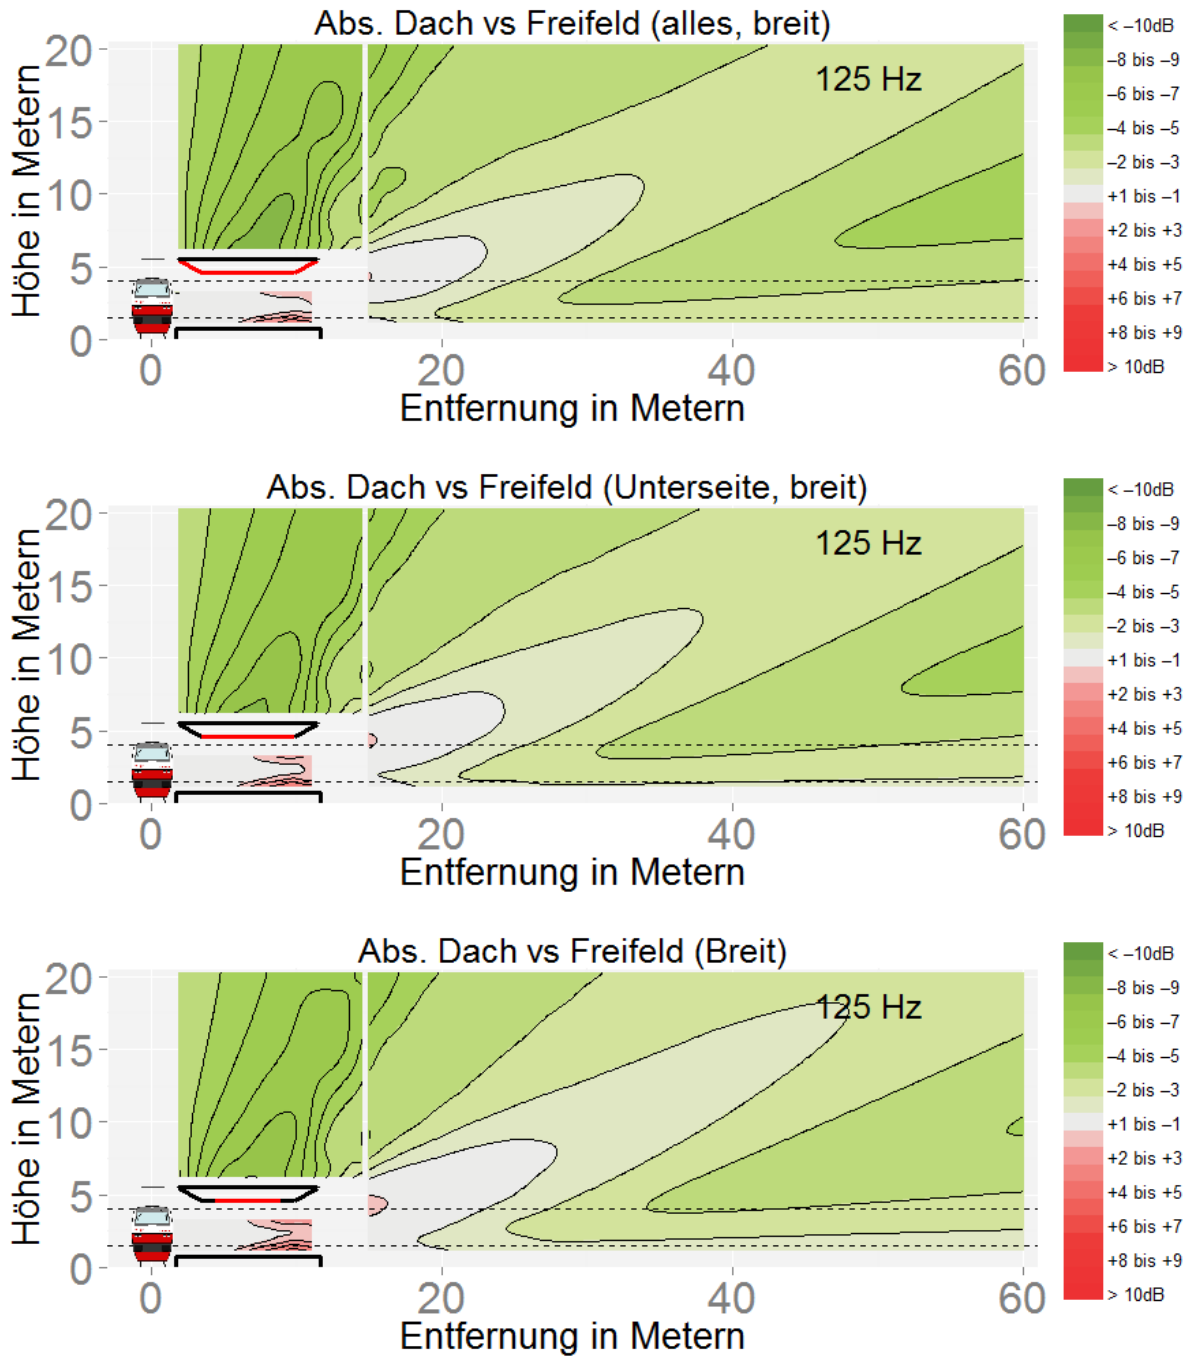 Abs. Dach vs Freifeld (alles, breit)
125 Hz
Höhe in Metern
20
15
10
5
0
0 20 40 60
Entfernung in Metern
< –10dB
–8 bis –9
–6 bis –7
–4 bis –5
–2 bis –3
+1 bis –1
+2 bis +3
+4 bis +5
+6 bis +7
+8 bis +9
> 10dB
Abs. Dach vs Freifeld (Unterseite, breit)
125 Hz
Höhe in Metern
20
15
10
5
0
0 20 40 60
Entfernung in Metern
< –10dB
–8 bis –9
–6 bis –7
–4 bis –5
–2 bis –3
+1 bis –1
+2 bis +3
+4 bis +5
+6 bis +7
+8 bis +9
> 10dB
Abs. Dach vs Freifeld (Breit)
125 Hz
Höhe in Metern
20
15
10
5
0
0 20 40 60
Entfernung in Metern
< –10dB
–8 bis –9
–6 bis –7
–4 bis –5
–2 bis –3
+1 bis –1
+2 bis +3
+4 bis +5
+6 bis +7
+8 bis +9
> 10dB